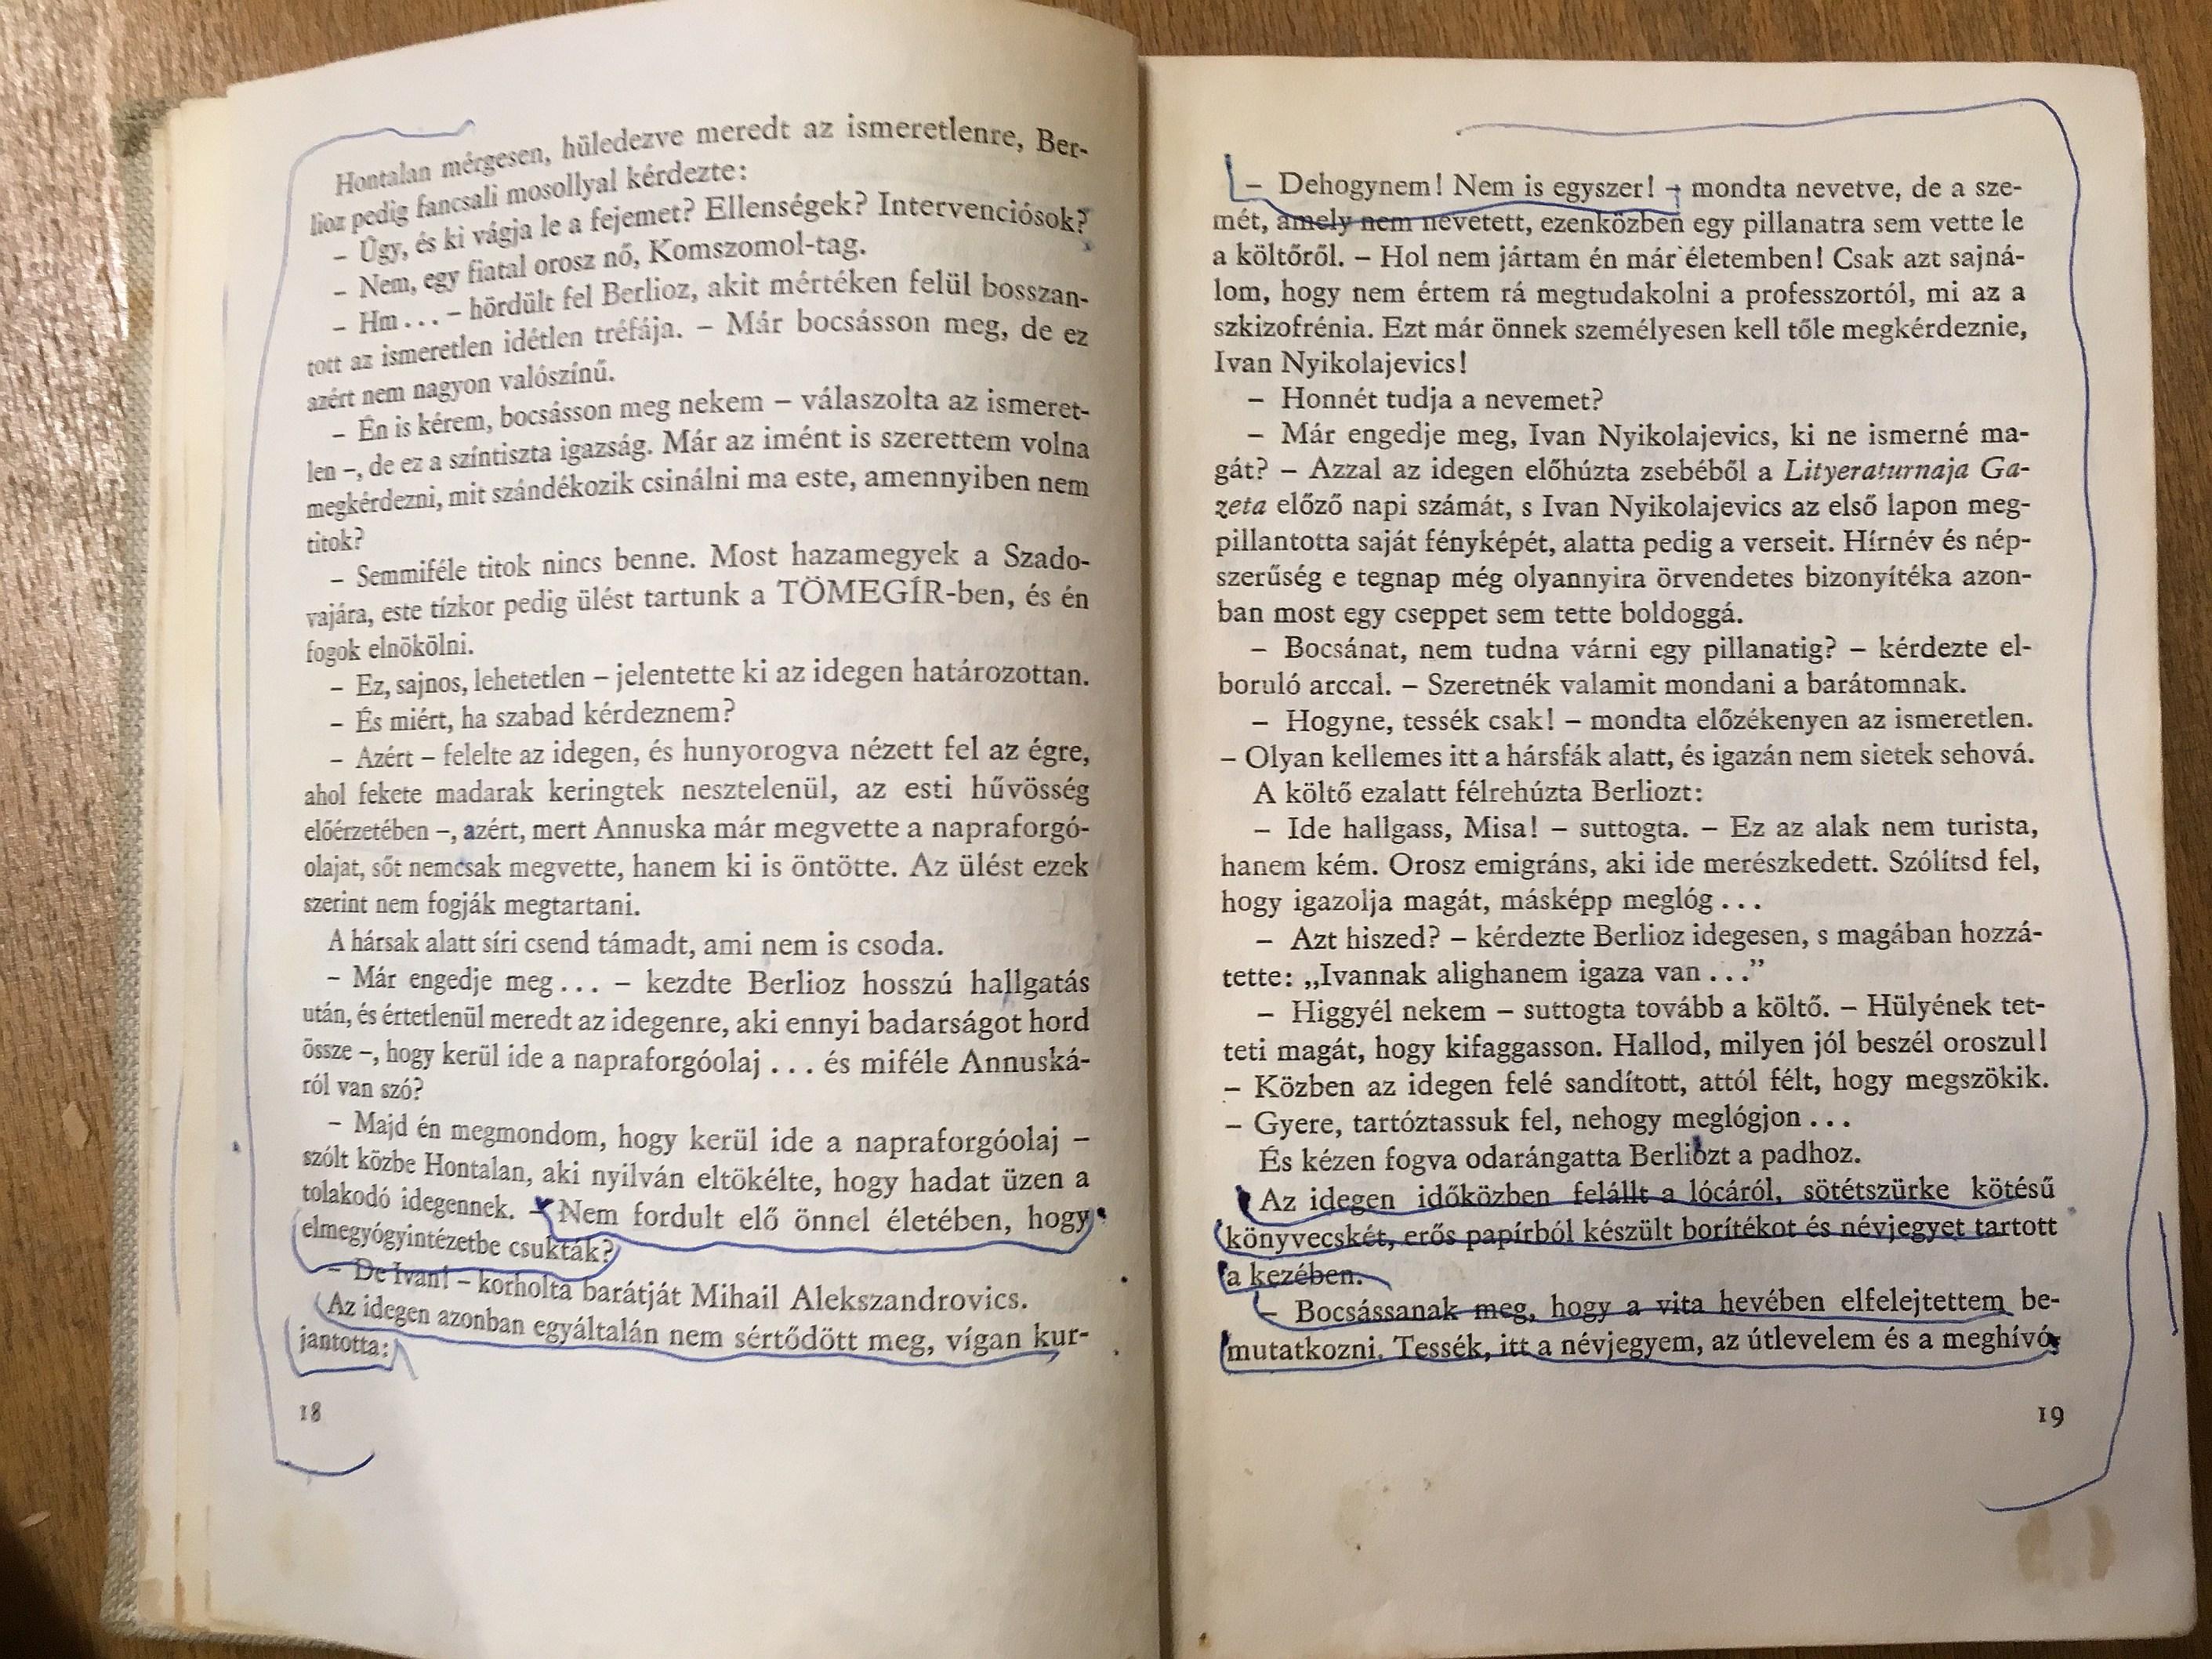 Hontalan mérgesen, hüledezve meredt az ismeretlenre, Ber-
lioz pedig fancsali mosollyal kérdezte:
– Úgy, és ki vágja le a fejemet? Ellenségek? Intervenciósok?
– Nem, egy fiatal orosz nő, Komszomol-tag.
– Hm... – hördült fel Berlioz, akit mértéken felül bosszan-
tott az ismeretlen idétlen tréfája. – Már bocsásson meg, de ez
azért nem nagyon valószínű.
– Én is kérem, bocsásson meg nekem – válaszolta az ismeret-
len –, de ez a színtiszta igazság. Már az imént is szerettem volna
megkérdezni, mit szándékozik csinálni ma este, amennyiben nem
titok?
– Semmiféle titok nincs benne. Most hazamegyek a Szado-
vajára, este tízkor pedig ülést tartunk a TÖMEGÍR-ben, és én
fogok elnökölni.
– Ez, sajnos, lehetetlen – jelentette ki az idegen határozottan.
– És miért, ha szabad kérdeznem?
– Azért – felelte az idegen, és hunyorogva nézett fel az égre,
ahol fekete madarak keringtek nesztelenül, az esti hűvösség
előérzetében –, azért, mert Annuska már megvette a napraforgó-
olajat, sőt nemcsak megvette, hanem ki is öntötte. Az ülést ezek
szerint nem fogják megtartani.
A hársak alatt síri csend támadt, ami nem is csoda.
– Már engedje meg... – kezdte Berlioz hosszú hallgatás
után, és értetlenül meredt az idegenre, aki ennyi badarságot hord
össze –, hogy kerül ide a napraforgóolaj... és miféle Annuská-
ról van szó?
– Majd én megmondom, hogy kerül ide a napraforgóolaj –
szólt közbe Hontalan, aki nyilván eltökélte, hogy hadat üzen a
tolakodó idegennek. – Nem fordult elő önnel életében, hogy
elmegyógyintézetbe csukták?
– De Ivan! – korholta barátját Mihail Alekszandrovics.
Az idegen azonban egyáltalán nem sértődött meg, vígan kur-
jantotta:
18
– Dehogynem! Nem is egyszer! – mondta nevetve, de a sze-
mét, amely nem nevetett, ezenközben egy pillanatra sem vette le
a költőről. – Hol nem jártam én már életemben! Csak azt sajná-
lom, hogy nem értem rá megtudakolni a professzortól, mi az a
szkizofrénia. Ezt már önnek személyesen kell tőle megkérdeznie,
Ivan Nyikolajevics!
– Honnét tudja a nevemet?
– Már engedje meg, Ivan Nyikolajevics, ki ne ismerné ma-
gát? – Azzal az idegen előhúzta zsebéből a Lityeraturnaja Ga-
zeta előző napi számát, s Ivan Nyikolajevics az első lapon meg-
pillantotta saját fényképét, alatta pedig a verseit. Hírnév és nép-
szerűség e tegnap még olyannyira örvendetes bizonyítéka azon-
ban most egy cseppet sem tette boldoggá.
– Bocsánat, nem tudna várni egy pillanatig? – kérdezte el-
boruló arccal. – Szeretnék valamit mondani a barátomnak.
– Hogyne, tessék csak! – mondta előzékenyen az ismeretlen.
– Olyan kellemes itt a hársfák alatt, és igazán nem sietek sehová.
A költő ezalatt félrehúzta Berliozt:
– Ide hallgass, Misa! – suttogta. – Ez az alak nem turista,
hanem kém. Orosz emigráns, aki ide merészkedett. Szólítsd fel,
hogy igazolja magát, másképp meglóg...
– Azt hiszed? – kérdezte Berlioz idegesen, s magában hozzá-
tette: „Ivannak alighanem igaza van...”
– Higgyél nekem – suttogta tovább a költő. – Hülyének tet-
teti magát, hogy kifaggasson. Hallod, milyen jól beszél oroszul!
– Közben az idegen felé sandított, attól félt, hogy megszökik.
– Gyere, tartóztassuk fel, nehogy meglógjon...
És kézen fogva odarángatta Berliozt a padhoz.
Az idegen időközben felállt a lócáról, sötétszürke kötésű
könyvecskét, erős papírból készült borítékot és névjegyet tartott
a kezében.
– Bocsássanak meg, hogy a vita hevében elfelejtettem be-
mutatkozni. Tessék, itt a névjegyem, az útlevelem és a meghívó,
19